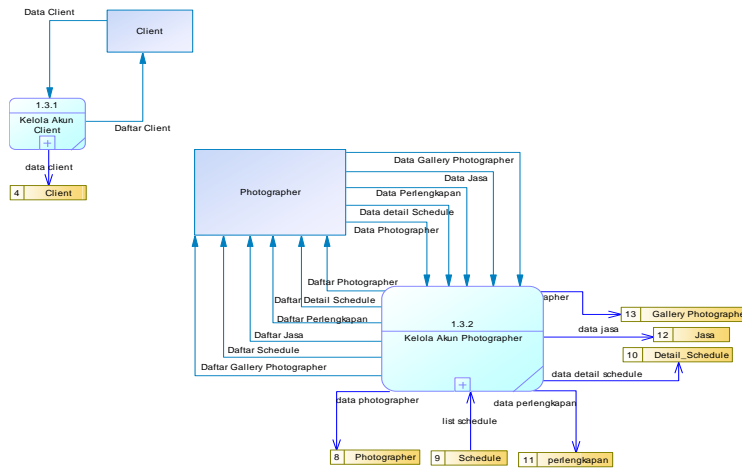 Data Client
Client
1.3.1
Kelola Akun
Client
+
Daftar Client
data client
4 Client
Photographer
Data Gallery Photographer
Data Jasa
Data Perlengkapan
Data detail Schedule
Data Photographer
Daftar Photographer
Daftar Detail Schedule
Daftar Perlengkapan
Daftar Jasa
Daftar Schedule
Daftar Gallery Photographer
1.3.2
Kelola Akun Photographer
+
apher
13 Gallery Photographe
data jasa
12 Jasa
10 Detail_Schedule
data detail schedule
data photographer
data perlengkapan
list schedule
8 Photographer
9 Schedule
11 perlengkapan